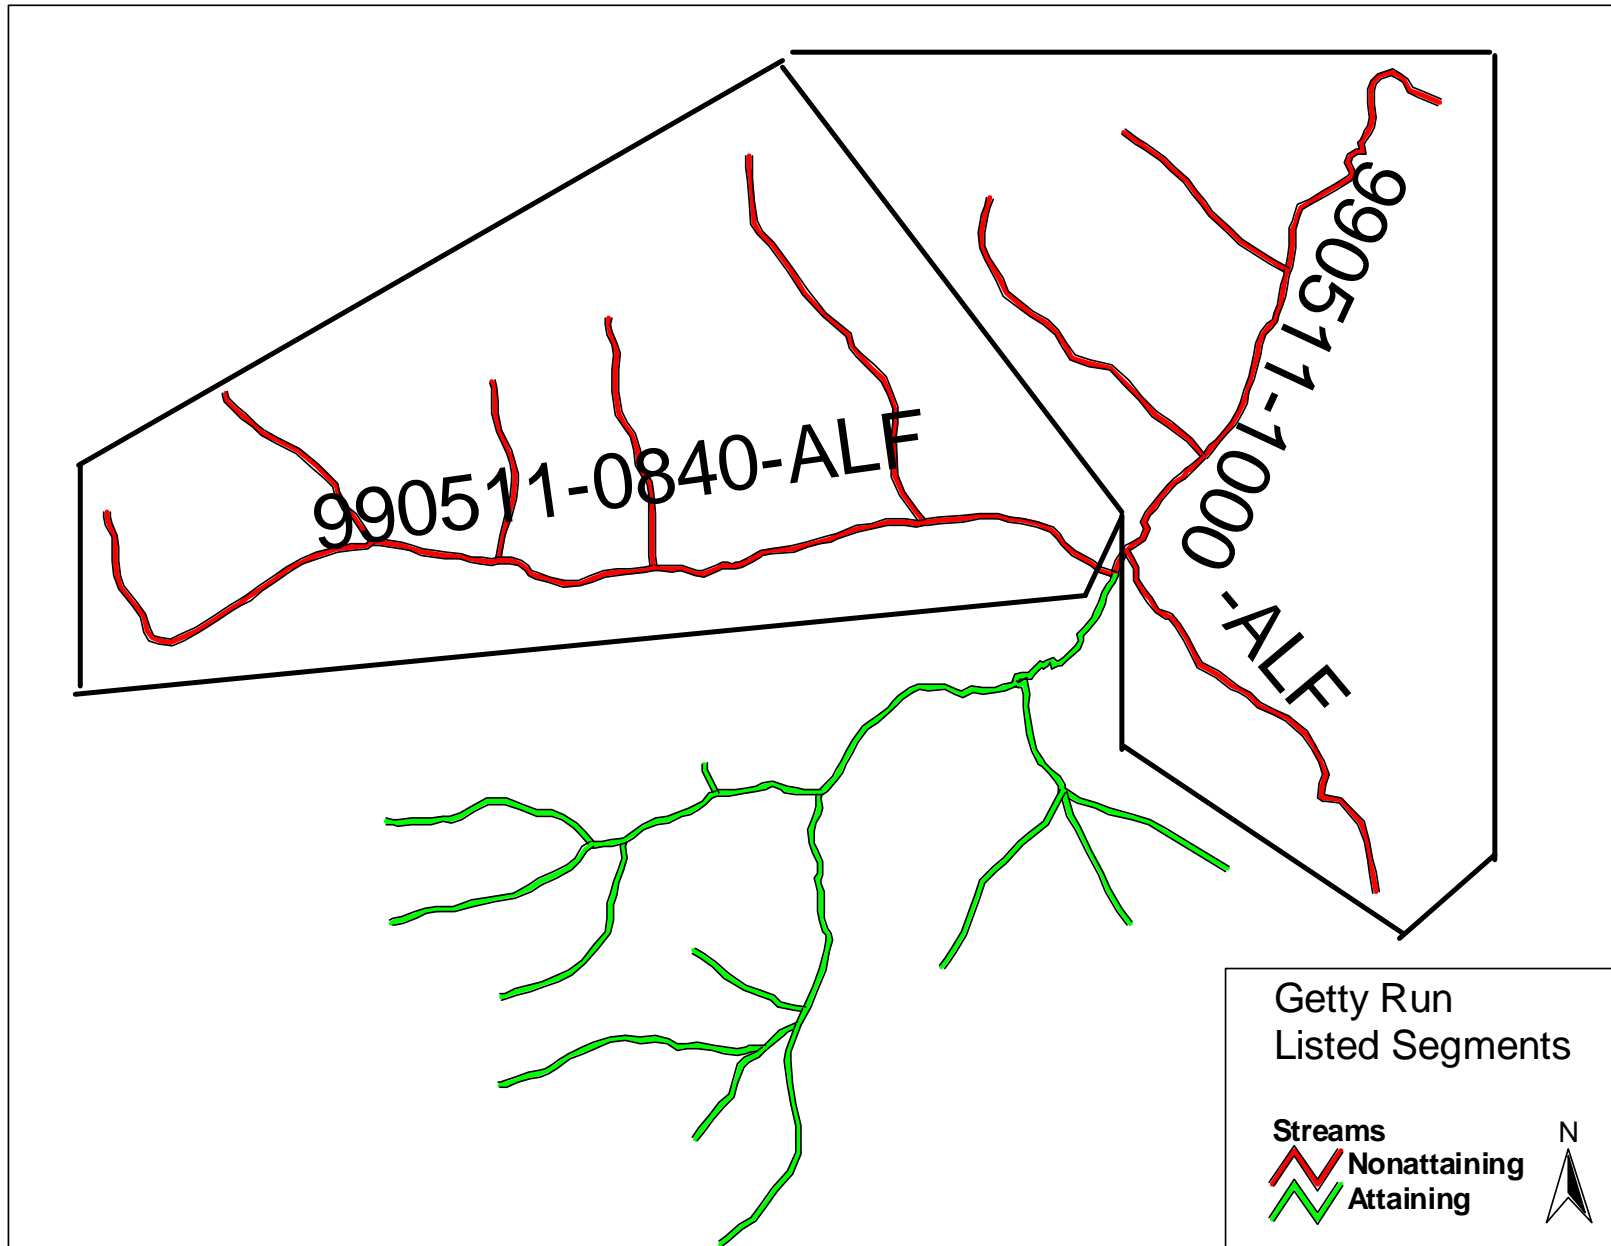 990511-0840-ALF
990511-1000 -ALF
Getty Run
Listed Segments
Streams
N
Nonattaining
Attaining